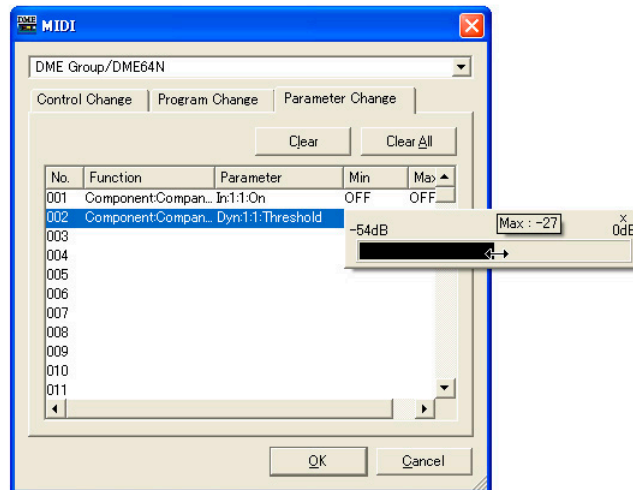 DME MIDI
DME Group/DME64N
Control Change Program Change Parameter Change
Clear Clear All
No. Function Parameter Min Max
001 Component:Compan... In:1:1:On OFF OFF
002 Component:Compan... Dyn:1:1:Threshold
-54dB Max : -27 x 0dB
003
004
005
006
007
008
009
010
011
OK Cancel